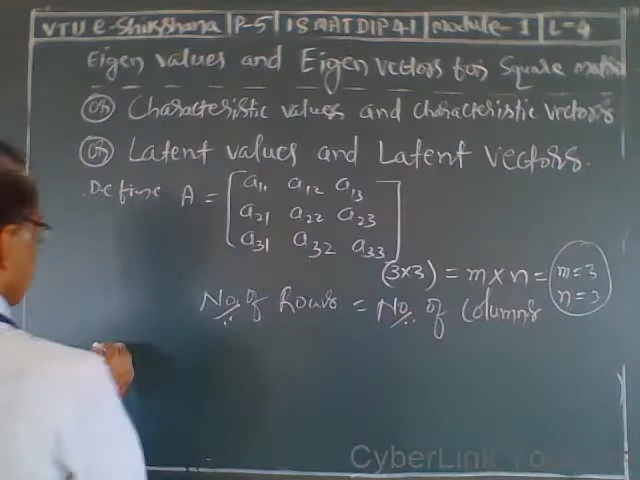 VTU e-Shikshana | P-5 | 18MATDIP41 | Module-1 | L-4
Eigen values and Eigen vectors for Square matrix
(or) Characteristic values and characteristic vectors
(or) Latent values and Latent vectors.
Define A = [a11 a12 a13
a21 a22 a23
a31 a32 a33]
(3×3) = m×n = m=3
n=3
No. of rows = No. of Columns
CyberLink